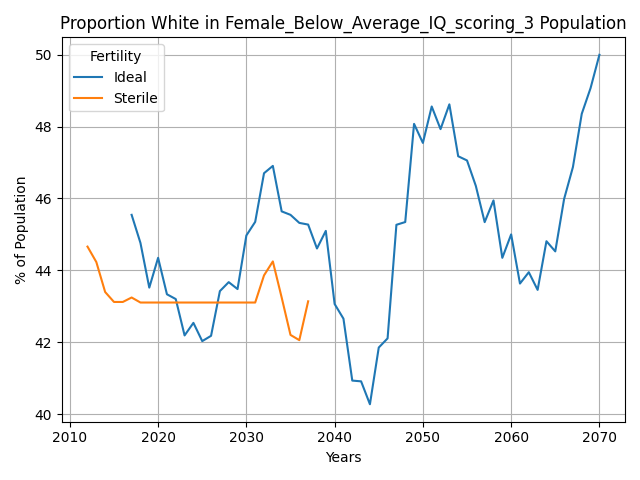 Proportion White in Female_Below_Average_IQ_scoring_3 Population
Fertility
Ideal
Sterile
% of Population
50
48
46
44
42
40
2010
2020
2030
2040
2050
2060
2070
Years